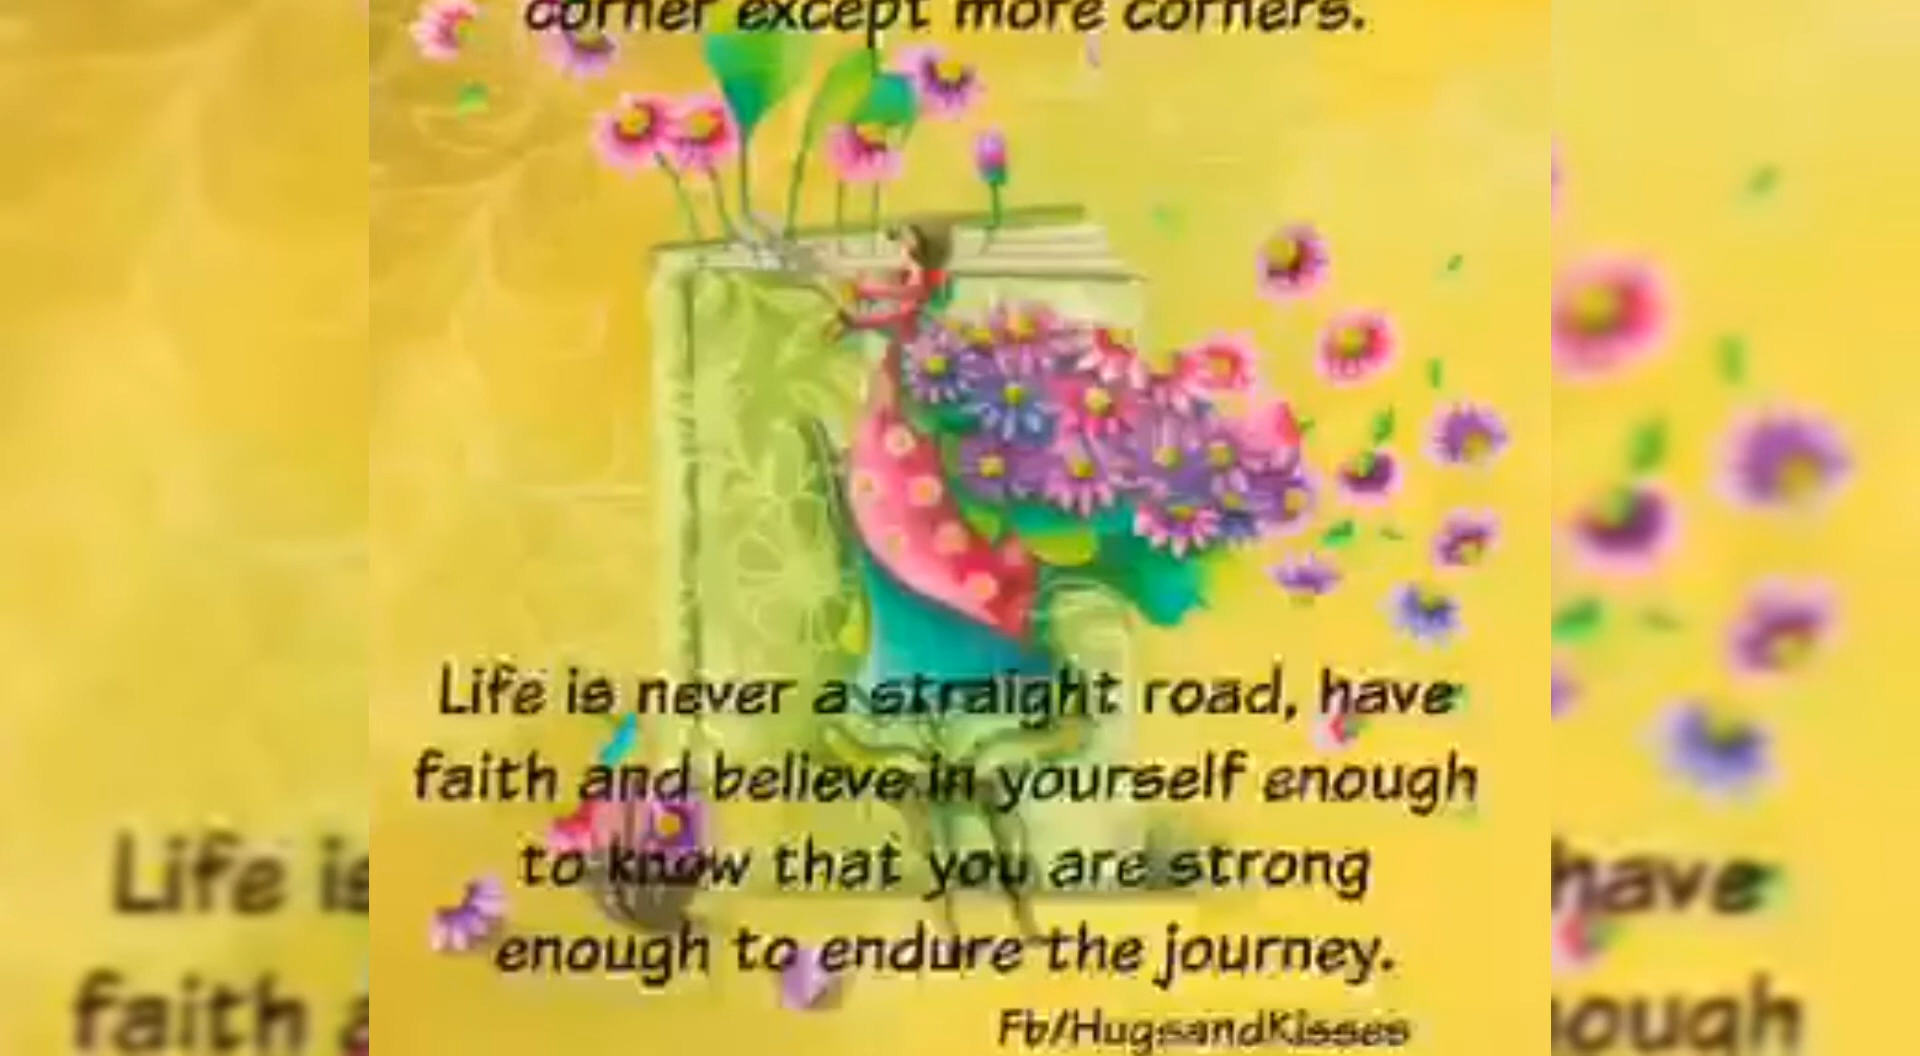 corner except more corners.
Life is never a straight road, have
faith and believe in yourself enough
to know that you are strong
enough to endure the journey.
Fb/HugsandKisses
Life is
faith a
have
ough